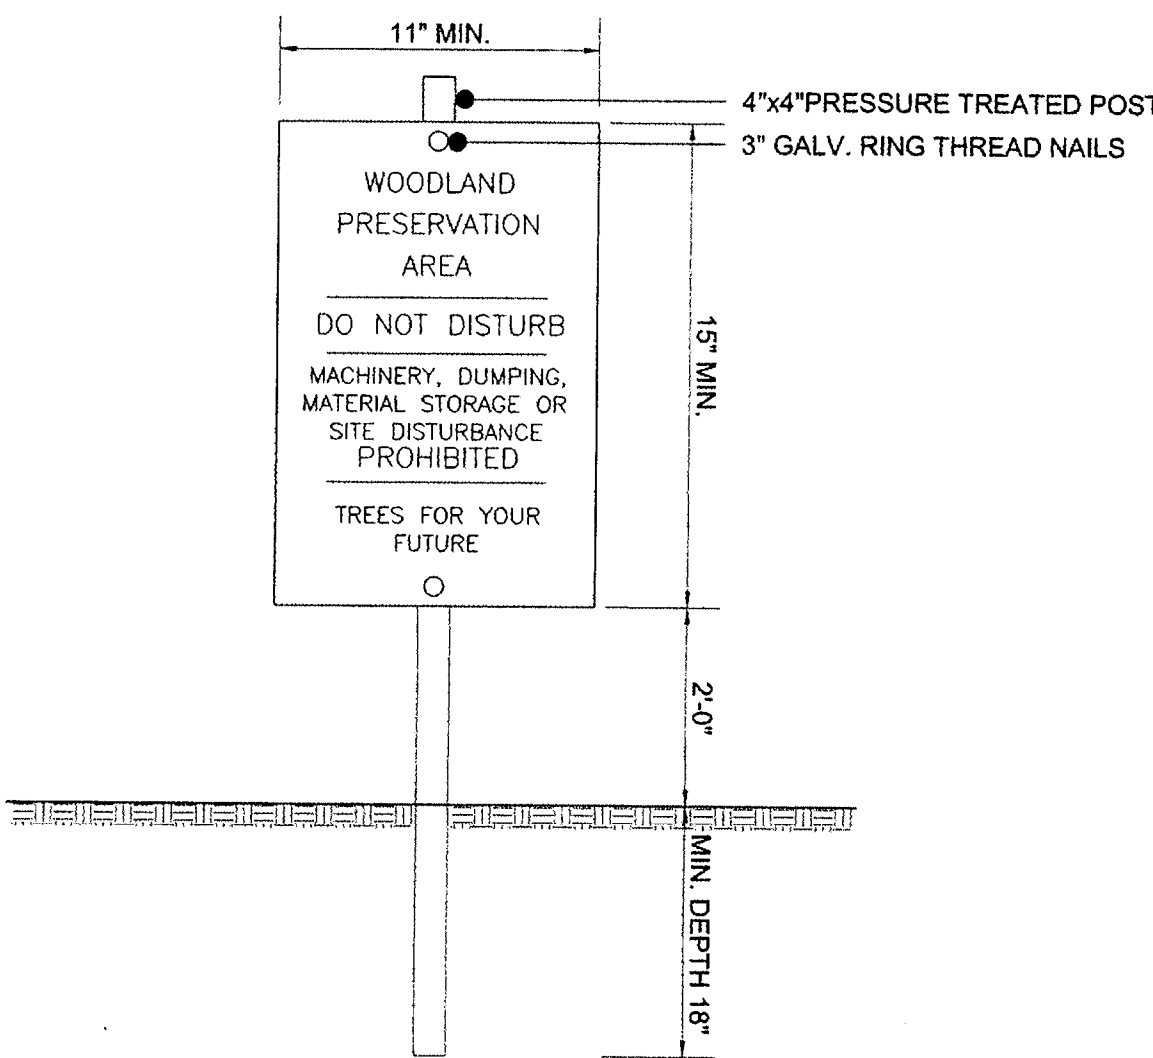 11" MIN.
4"x4"PRESSURE TREATED POST
3" GALV. RING THREAD NAILS
WOODLAND
PRESERVATION
AREA
DO NOT DISTURB
MACHINERY, DUMPING,
MATERIAL STORAGE OR
SITE DISTURBANCE
PROHIBITED
TREES FOR YOUR
FUTURE
15" MIN.
2'-0"
MIN. DEPTH 18"